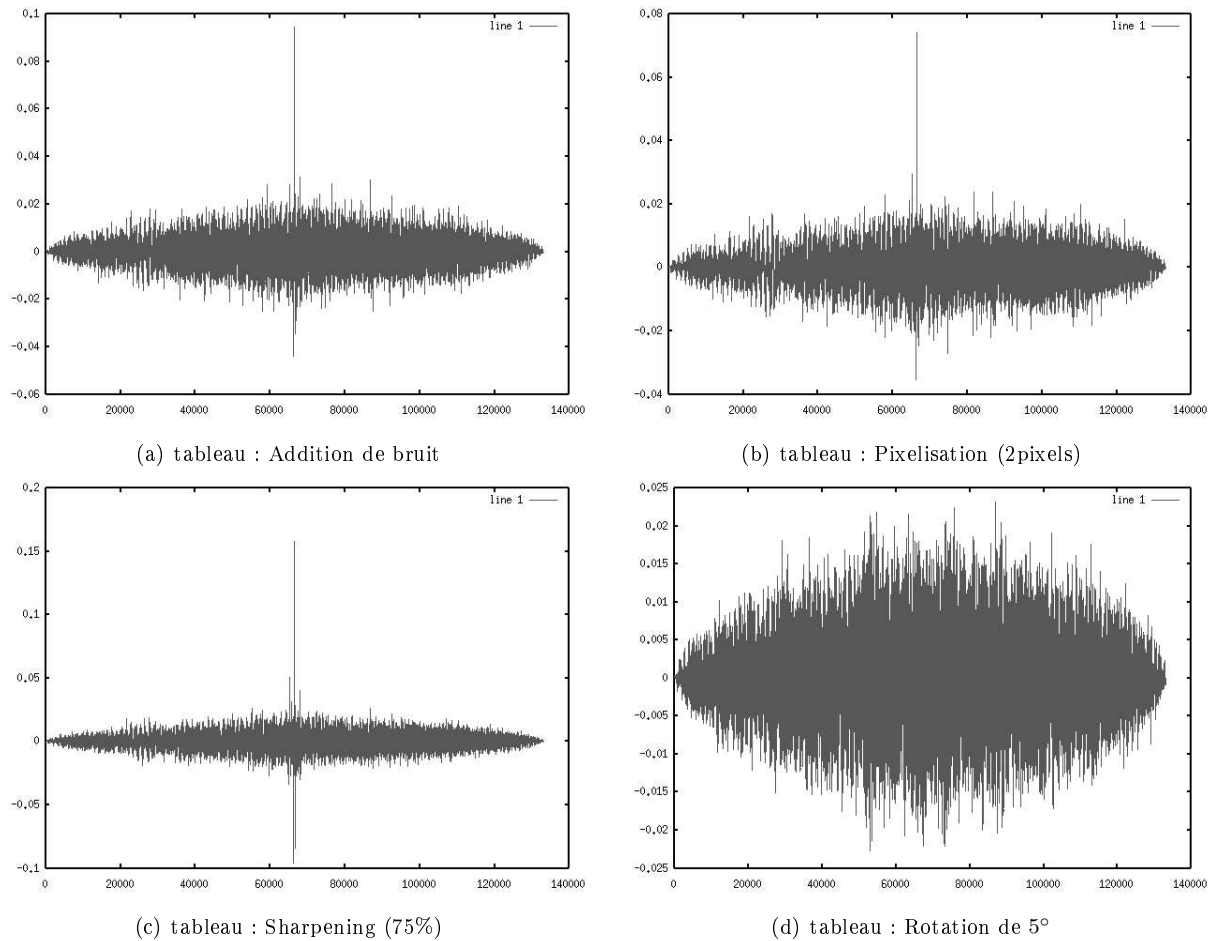 0.1
line 1
0.08
0.06
0.04
0.02
0
-0.02
-0.04
-0.06
0 20000 40000 60000 80000 100000 120000 140000
(a) tableau : Addition de bruit
0.08
line 1
0.06
0.04
0.02
0
-0.02
-0.04
0 20000 40000 60000 80000 100000 120000 140000
(b) tableau : Pixelisation (2pixels)
0.2
line 1
0.15
0.1
0.05
0
-0.05
-0.1
0 20000 40000 60000 80000 100000 120000 140000
(c) tableau : Sharpening (75%)
0.025
line 1
0.02
0.015
0.01
0.005
0
-0.005
-0.01
-0.015
-0.02
-0.025
0 20000 40000 60000 80000 100000 120000 140000
(d) tableau : Rotation de 5°